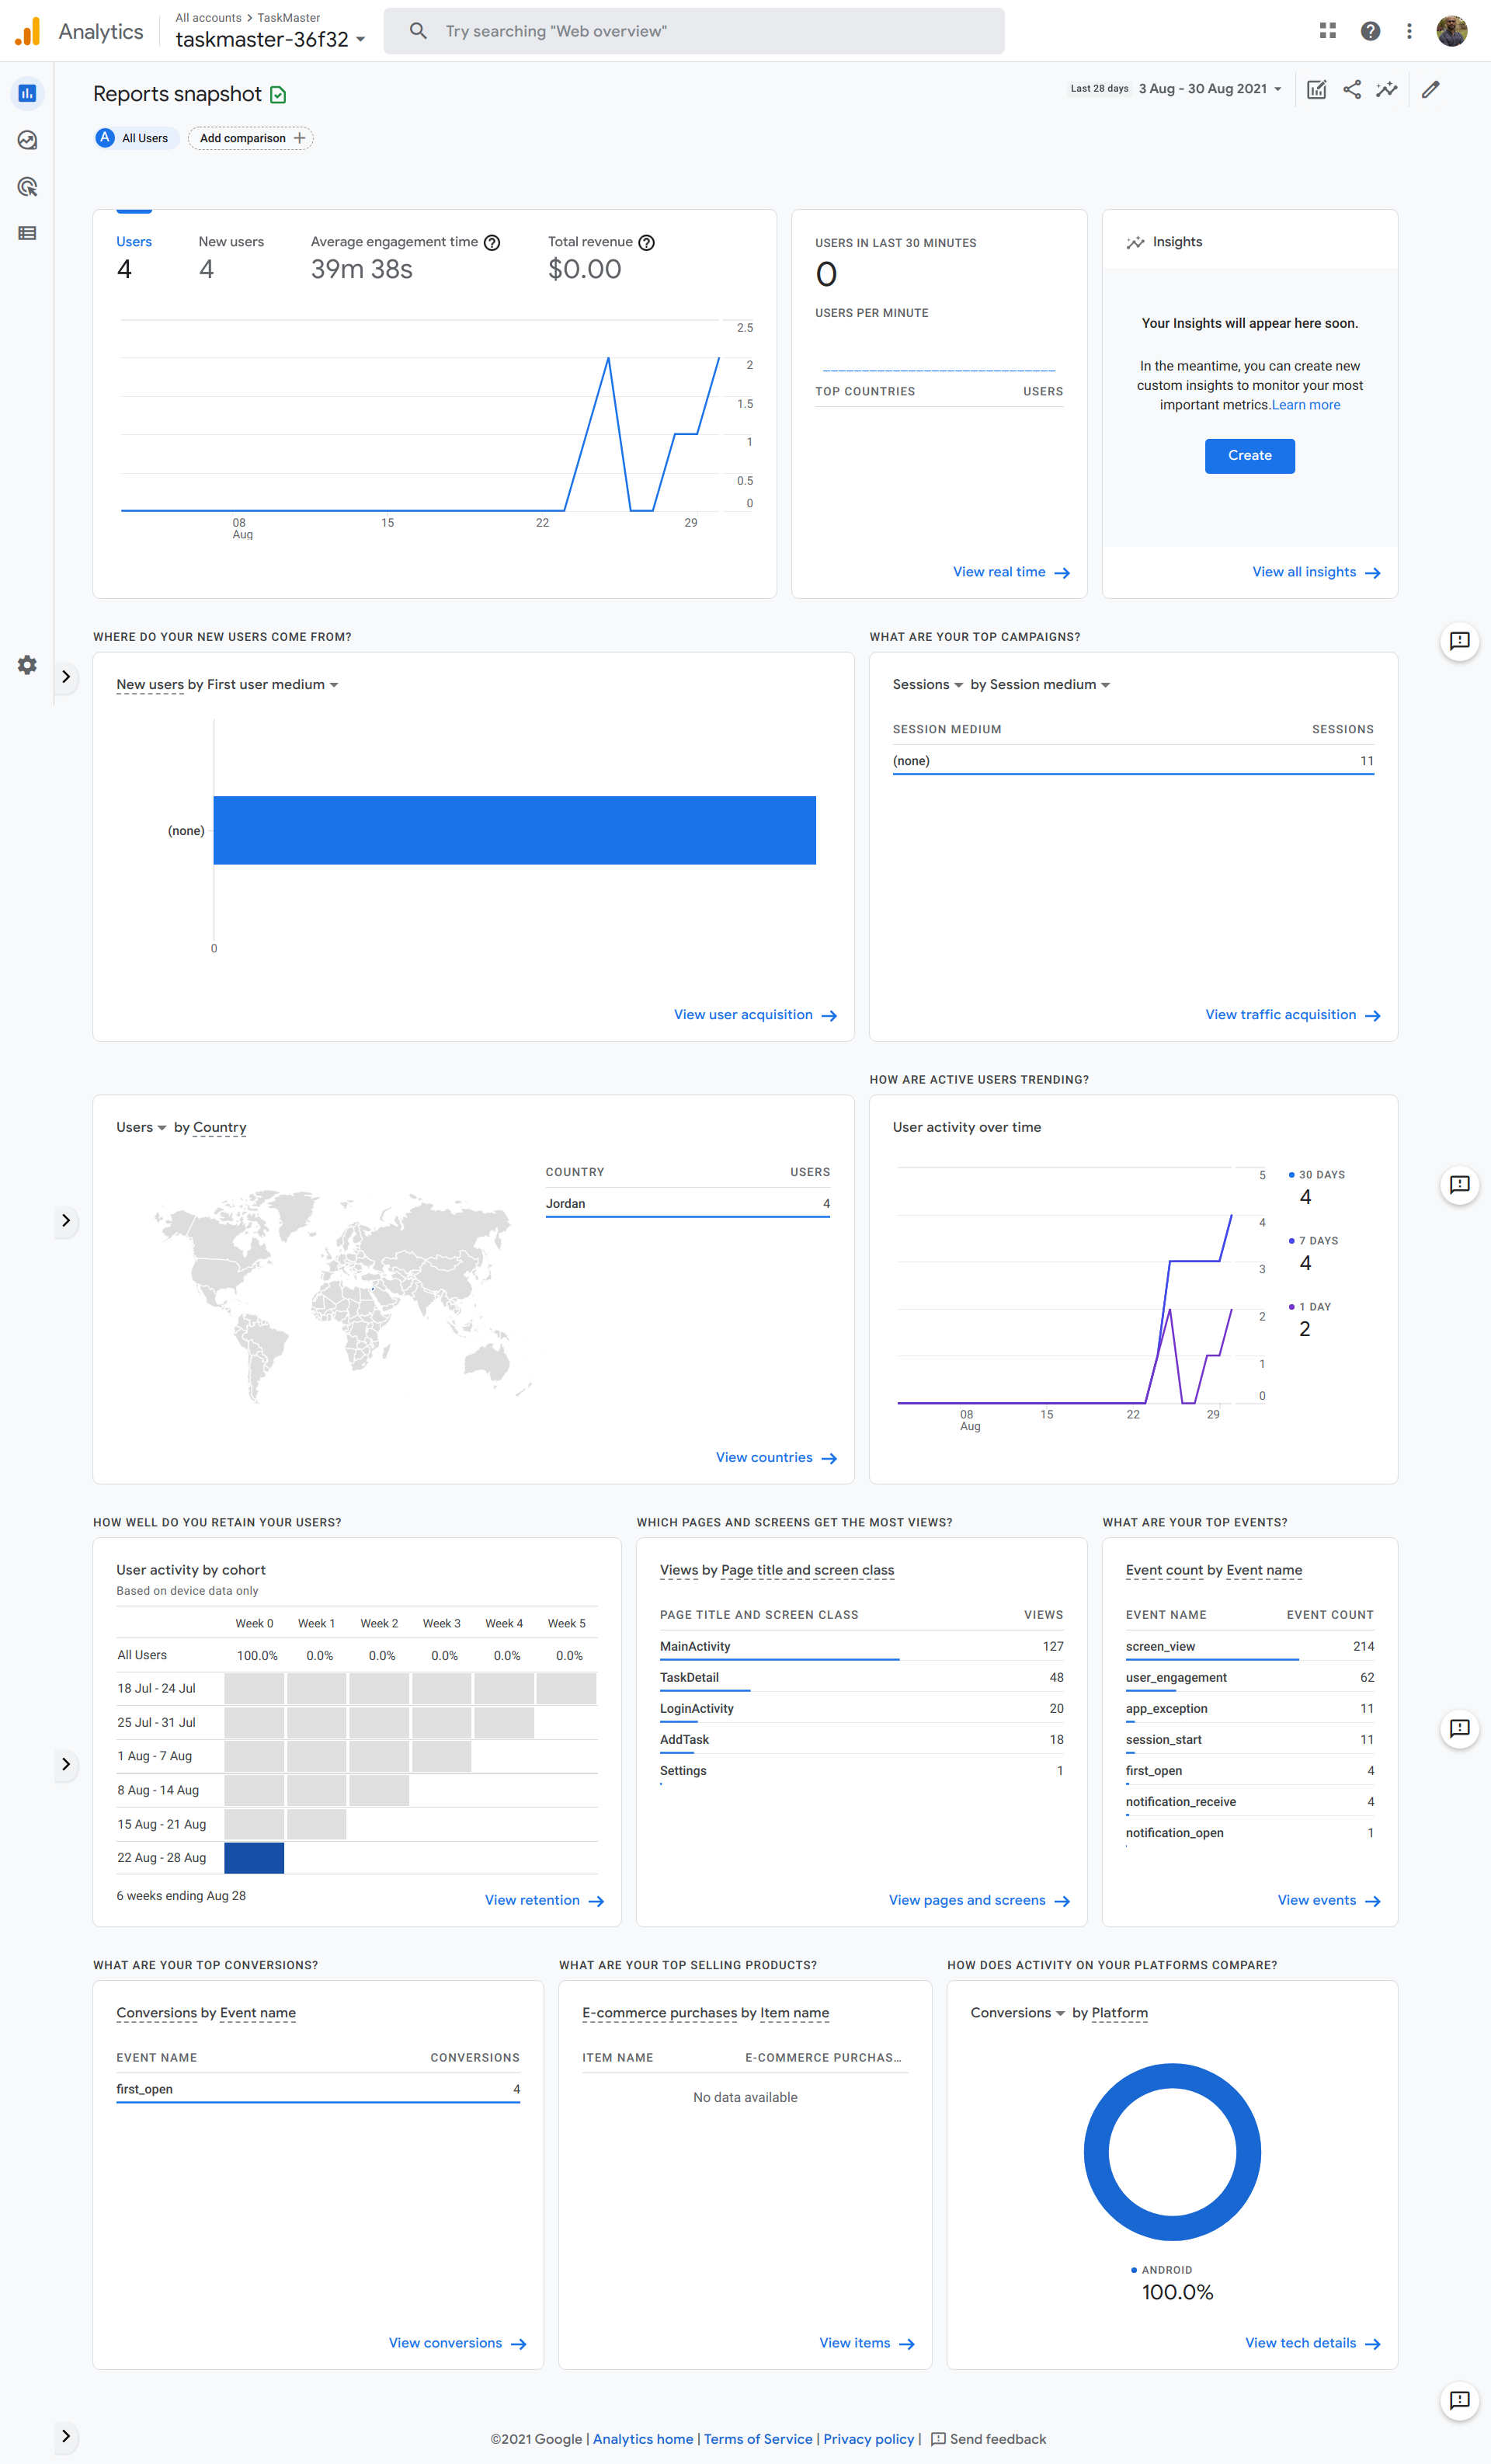 Analytics
All accounts > TaskMaster
taskmaster-36f32
Try searching "Web overview"
Reports snapshot
Last 28 days 3 Aug - 30 Aug 2021
A All Users
Add comparison +
Users
4
New users
4
Average engagement time
39m 38s
Total revenue
$0.00
2.5
2
1.5
1
0.5
0
08
Aug
15
22
29
USERS IN LAST 30 MINUTES
0
USERS PER MINUTE
TOP COUNTRIES USERS
View real time
Insights
Your Insights will appear here soon.
In the meantime, you can create new
custom insights to monitor your most
important metrics.Learn more
Create
View all insights
WHERE DO YOUR NEW USERS COME FROM?
New users by First user medium
(none)
0
View user acquisition
WHAT ARE YOUR TOP CAMPAIGNS?
Sessions by Session medium
SESSION MEDIUM SESSIONS
(none) 11
View traffic acquisition
Users by Country
COUNTRY USERS
Jordan 4
View countries
HOW ARE ACTIVE USERS TRENDING?
User activity over time
5
4
3
2
1
0
08
Aug
15
22
29
30 DAYS
4
7 DAYS
4
1 DAY
2
HOW WELL DO YOU RETAIN YOUR USERS?
User activity by cohort
Based on device data only
Week 0 Week 1 Week 2 Week 3 Week 4 Week 5
All Users 100.0% 0.0% 0.0% 0.0% 0.0% 0.0%
18 Jul - 24 Jul
25 Jul - 31 Jul
1 Aug - 7 Aug
8 Aug - 14 Aug
15 Aug - 21 Aug
22 Aug - 28 Aug
6 weeks ending Aug 28
View retention
WHICH PAGES AND SCREENS GET THE MOST VIEWS?
Views by Page title and screen class
PAGE TITLE AND SCREEN CLASS VIEWS
MainActivity 127
TaskDetail 48
LoginActivity 20
AddTask 18
Settings 1
View pages and screens
WHAT ARE YOUR TOP EVENTS?
Event count by Event name
EVENT NAME EVENT COUNT
screen_view 214
user_engagement 62
app_exception 11
session_start 11
first_open 4
notification_receive 4
notification_open 1
View events
WHAT ARE YOUR TOP CONVERSIONS?
Conversions by Event name
EVENT NAME CONVERSIONS
first_open 4
View conversions
WHAT ARE YOUR TOP SELLING PRODUCTS?
E-commerce purchases by Item name
ITEM NAME E-COMMERCE PURCHAS...
No data available
View items
HOW DOES ACTIVITY ON YOUR PLATFORMS COMPARE?
Conversions by Platform
ANDROID
100.0%
View tech details
©2021 Google | Analytics home | Terms of Service | Privacy policy | Send feedback